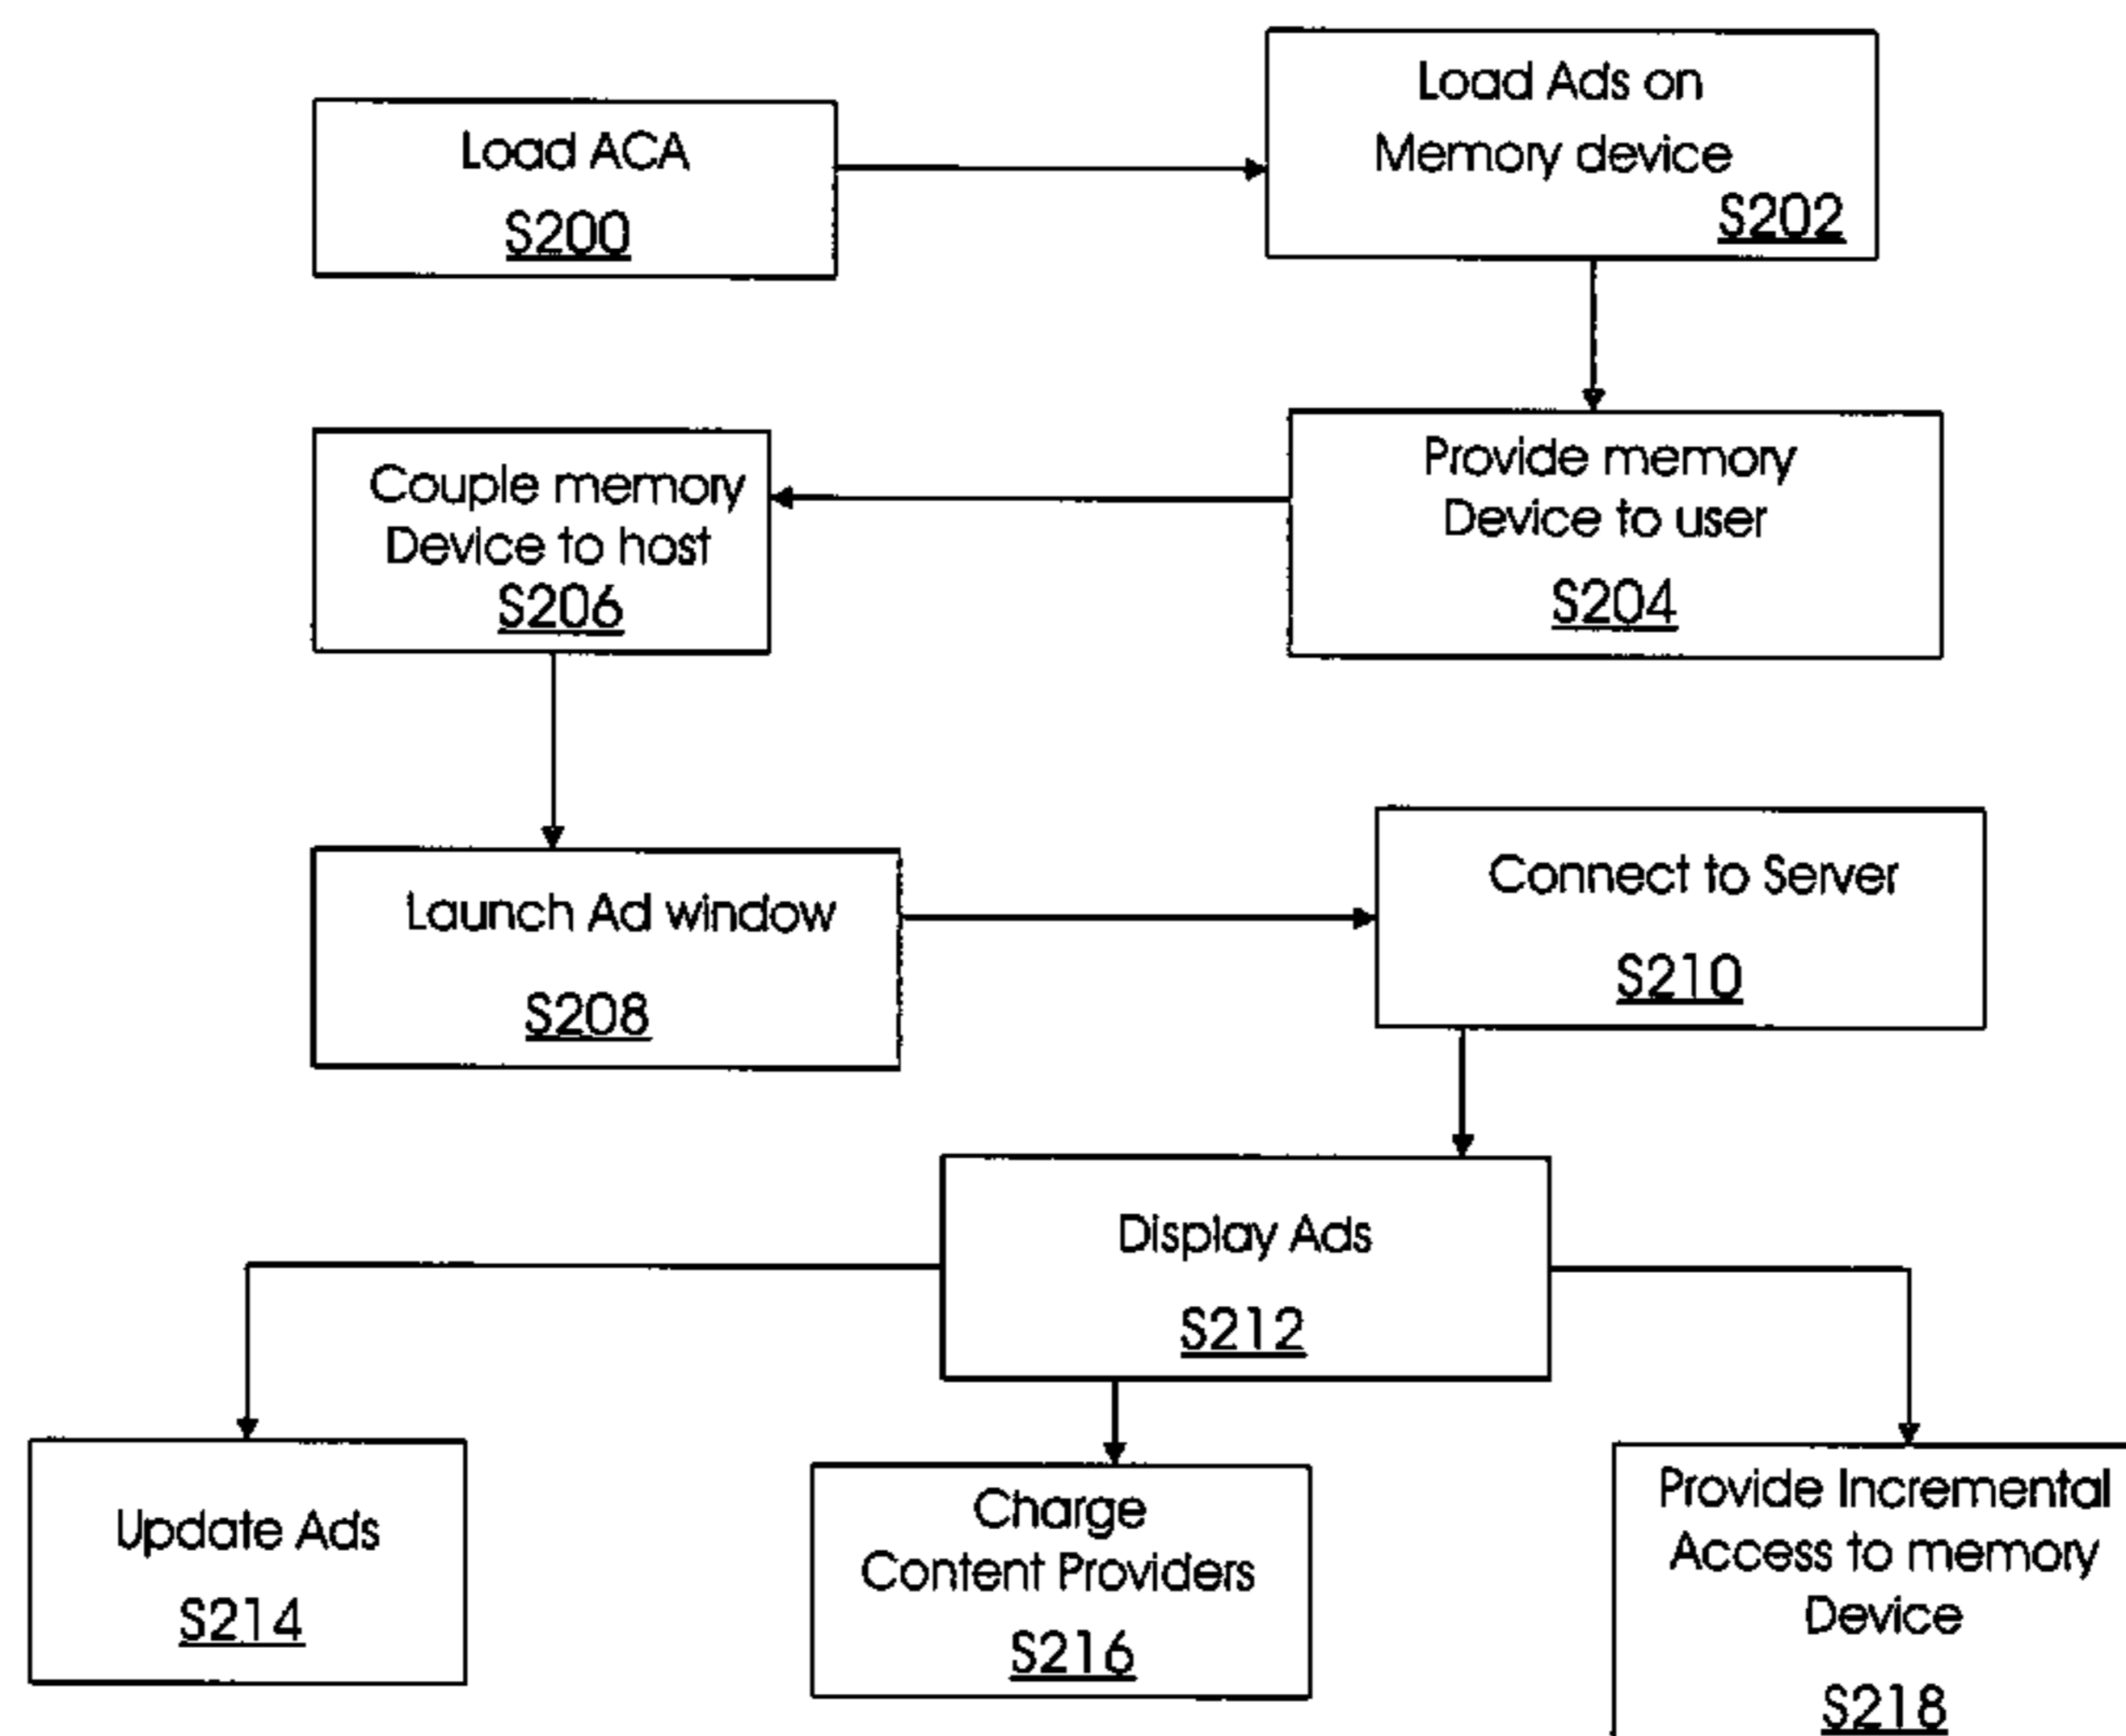 Load ACA
S200
Load Ads on
Memory device
S202
Provide memory
Device to user
S204
Couple memory
Device to host
S206
Launch Ad window
S208
Connect to Server
S210
Display Ads
S212
Update Ads
S214
Charge
Content Providers
S216
Provide Incremental
Access to memory
Device
S218